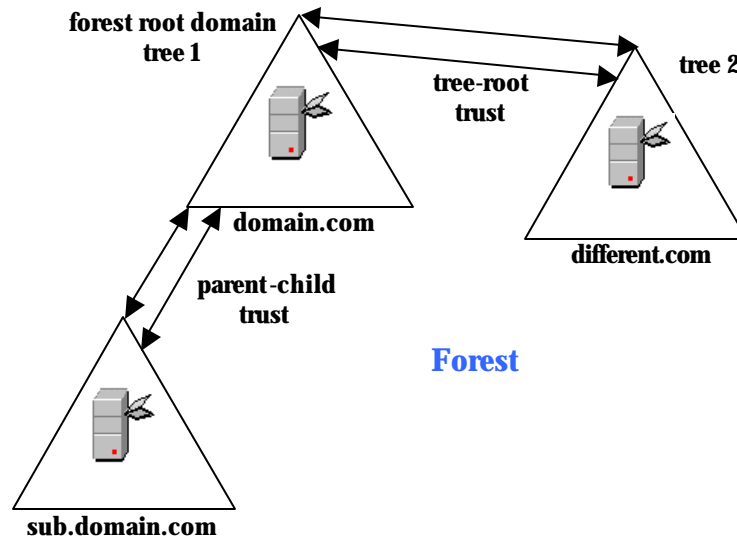 forest root domain
tree 1
tree 2
tree-root
trust
domain.com
different.com
parent-child
trust
Forest
sub.domain.com